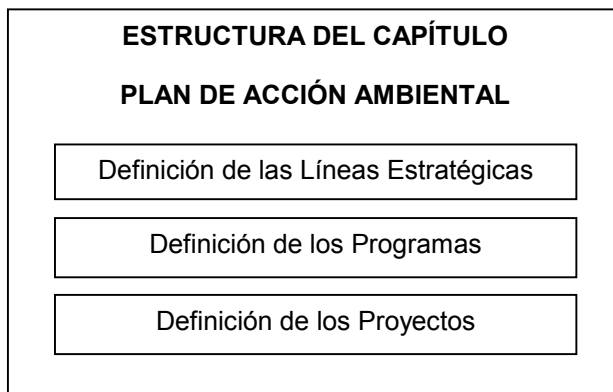 ESTRUCTURA DEL CAPÍTULO
PLAN DE ACCIÓN AMBIENTAL
Definición de las Líneas Estratégicas
Definición de los Programas
Definición de los Proyectos